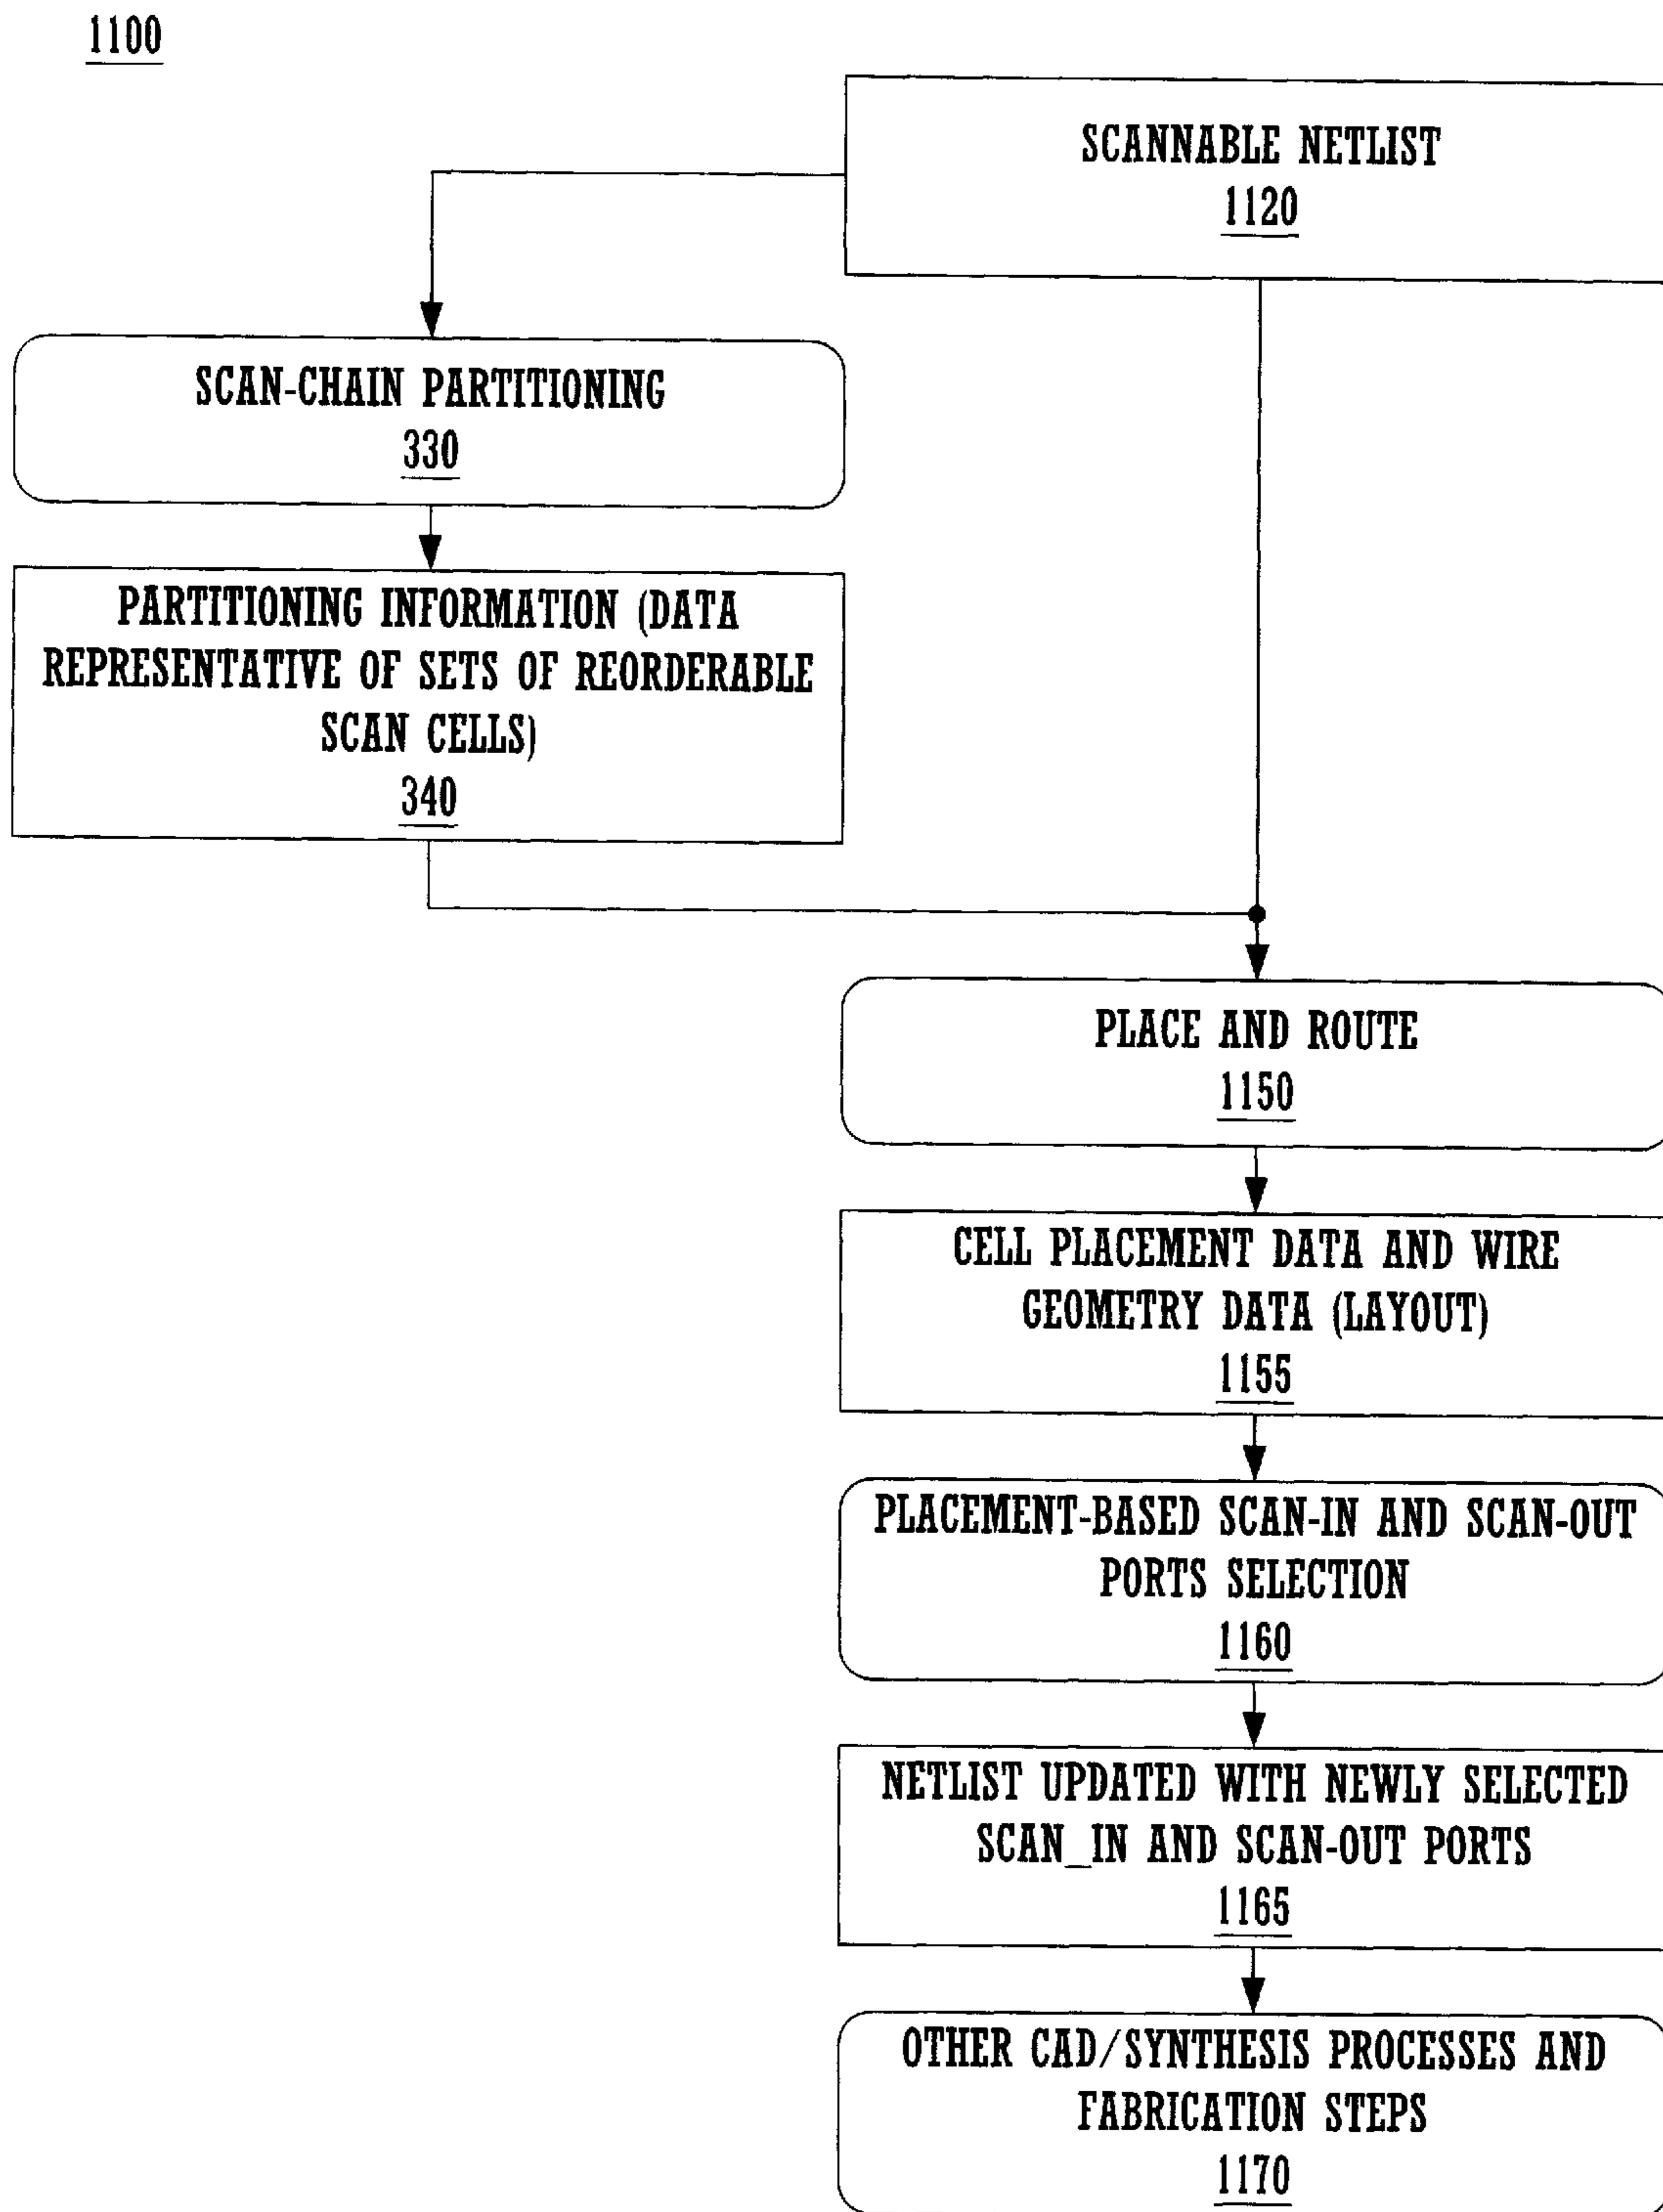 1100
SCANNABLE NETLIST
1120
SCAN-CHAIN PARTITIONING
330
PARTITIONING INFORMATION (DATA
REPRESENTATIVE OF SETS OF REORDERABLE
SCAN CELLS)
340
PLACE AND ROUTE
1150
CELL PLACEMENT DATA AND WIRE
GEOMETRY DATA (LAYOUT)
1155
PLACEMENT-BASED SCAN-IN AND SCAN-OUT
PORTS SELECTION
1160
NETLIST UPDATED WITH NEWLY SELECTED
SCAN_IN AND SCAN-OUT PORTS
1165
OTHER CAD/SYNTHESIS PROCESSES AND
FABRICATION STEPS
1170